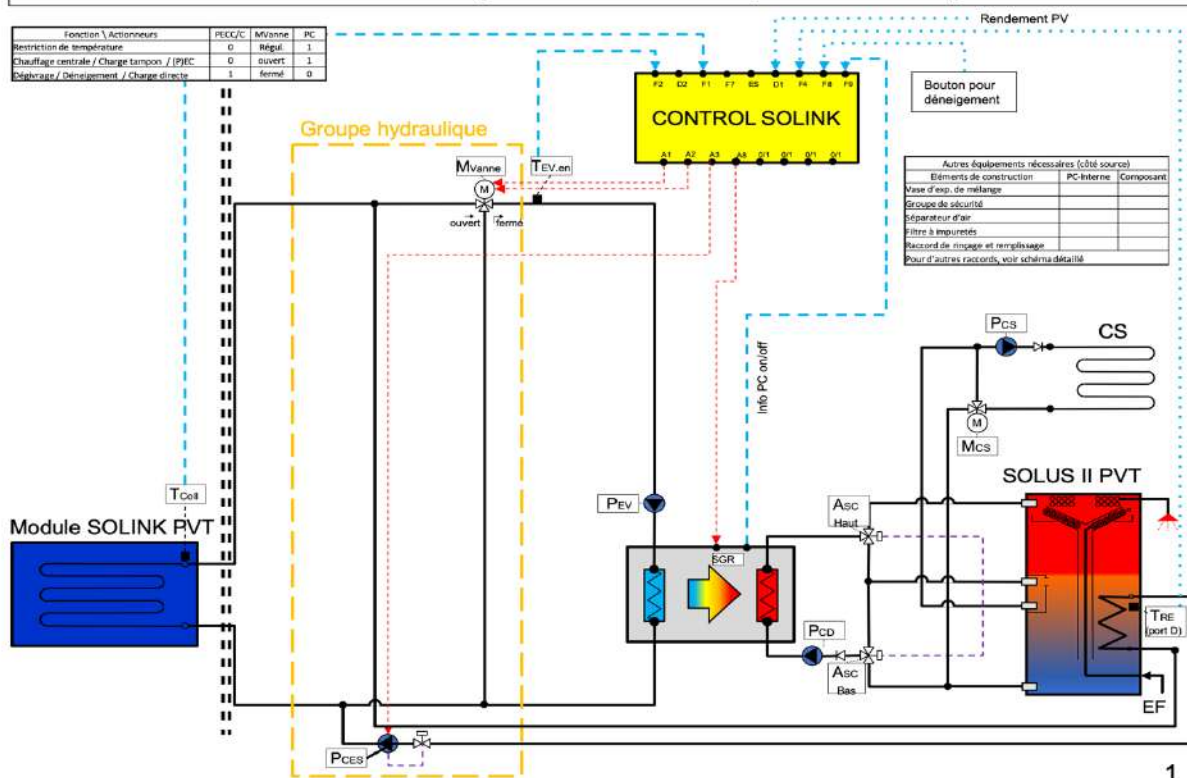 Rendement PV
Fonction \ Actionneurs PECC/C MVanne PC
Restriction de température 0 Régul. 1
Chauffage centrale / Charge tampon / (P)EC 0 ouvert 1
Dégivrage / Déneigement / Charge directe 1 fermé 0
F2 D2 F1 F7 ES D1 F4 F8 F9
CONTROL SOLINK
A1 A2 A3 A8 0/1 0/1 0/1 0/1
Bouton pour
déneigement
Groupe hydraulique
MVanne
TEV.en
M
ouvert fermé
Autres équipements nécessaires (côté source)
Eléments de construction PC-Interne Composant
Vase d'exp. de mélange
Groupe de sécurité
Séparateur d'air
Filtre à impuretés
Raccord de rinçage et remplissage
Pour d'autres raccords, voir schéma détaillé
Info PC on/off
PCS
CS
M
MCS
SOLUS II PVT
TColl
Module SOLINK PVT
PEV
ASC
Haut
SGR
TRE
(port D)
PCD
ASC
Bas
EF
PCES
1